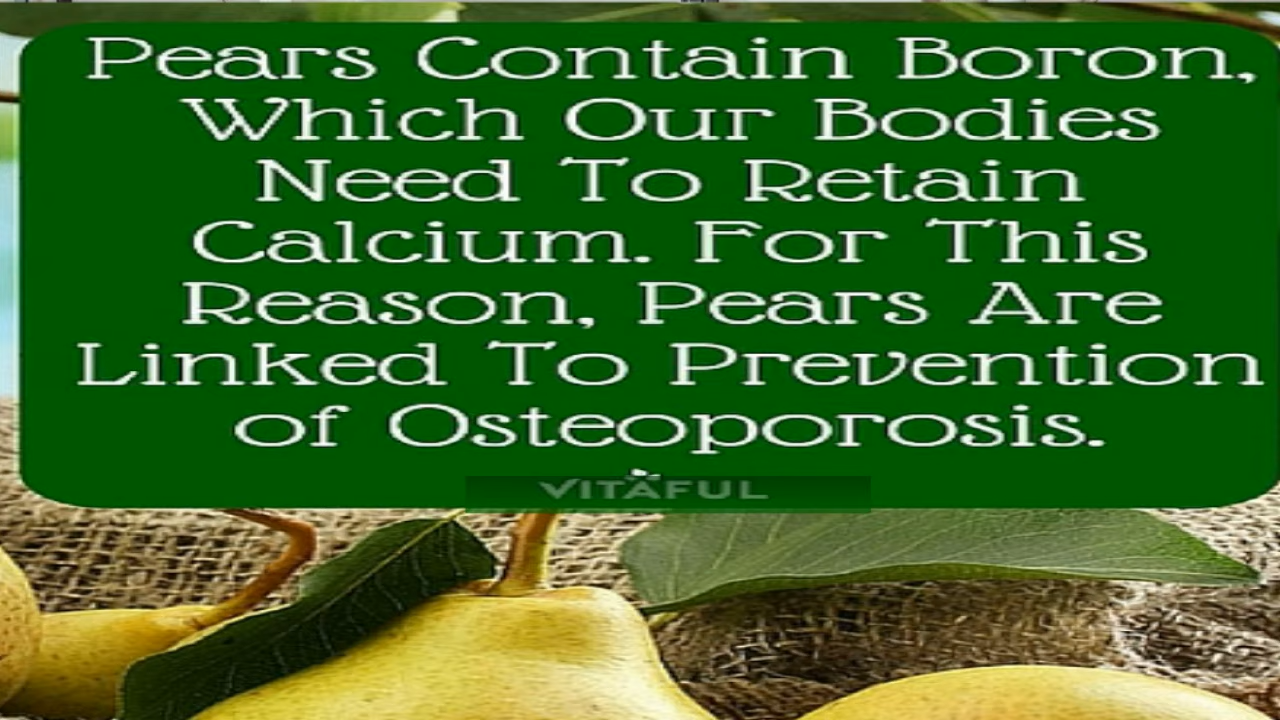 Pears Contain Boron,
Which Our Bodies
Need To Retain
Calcium. For This
Reason, Pears Are
Linked To Prevention
of Osteoporosis.
VITAFUL